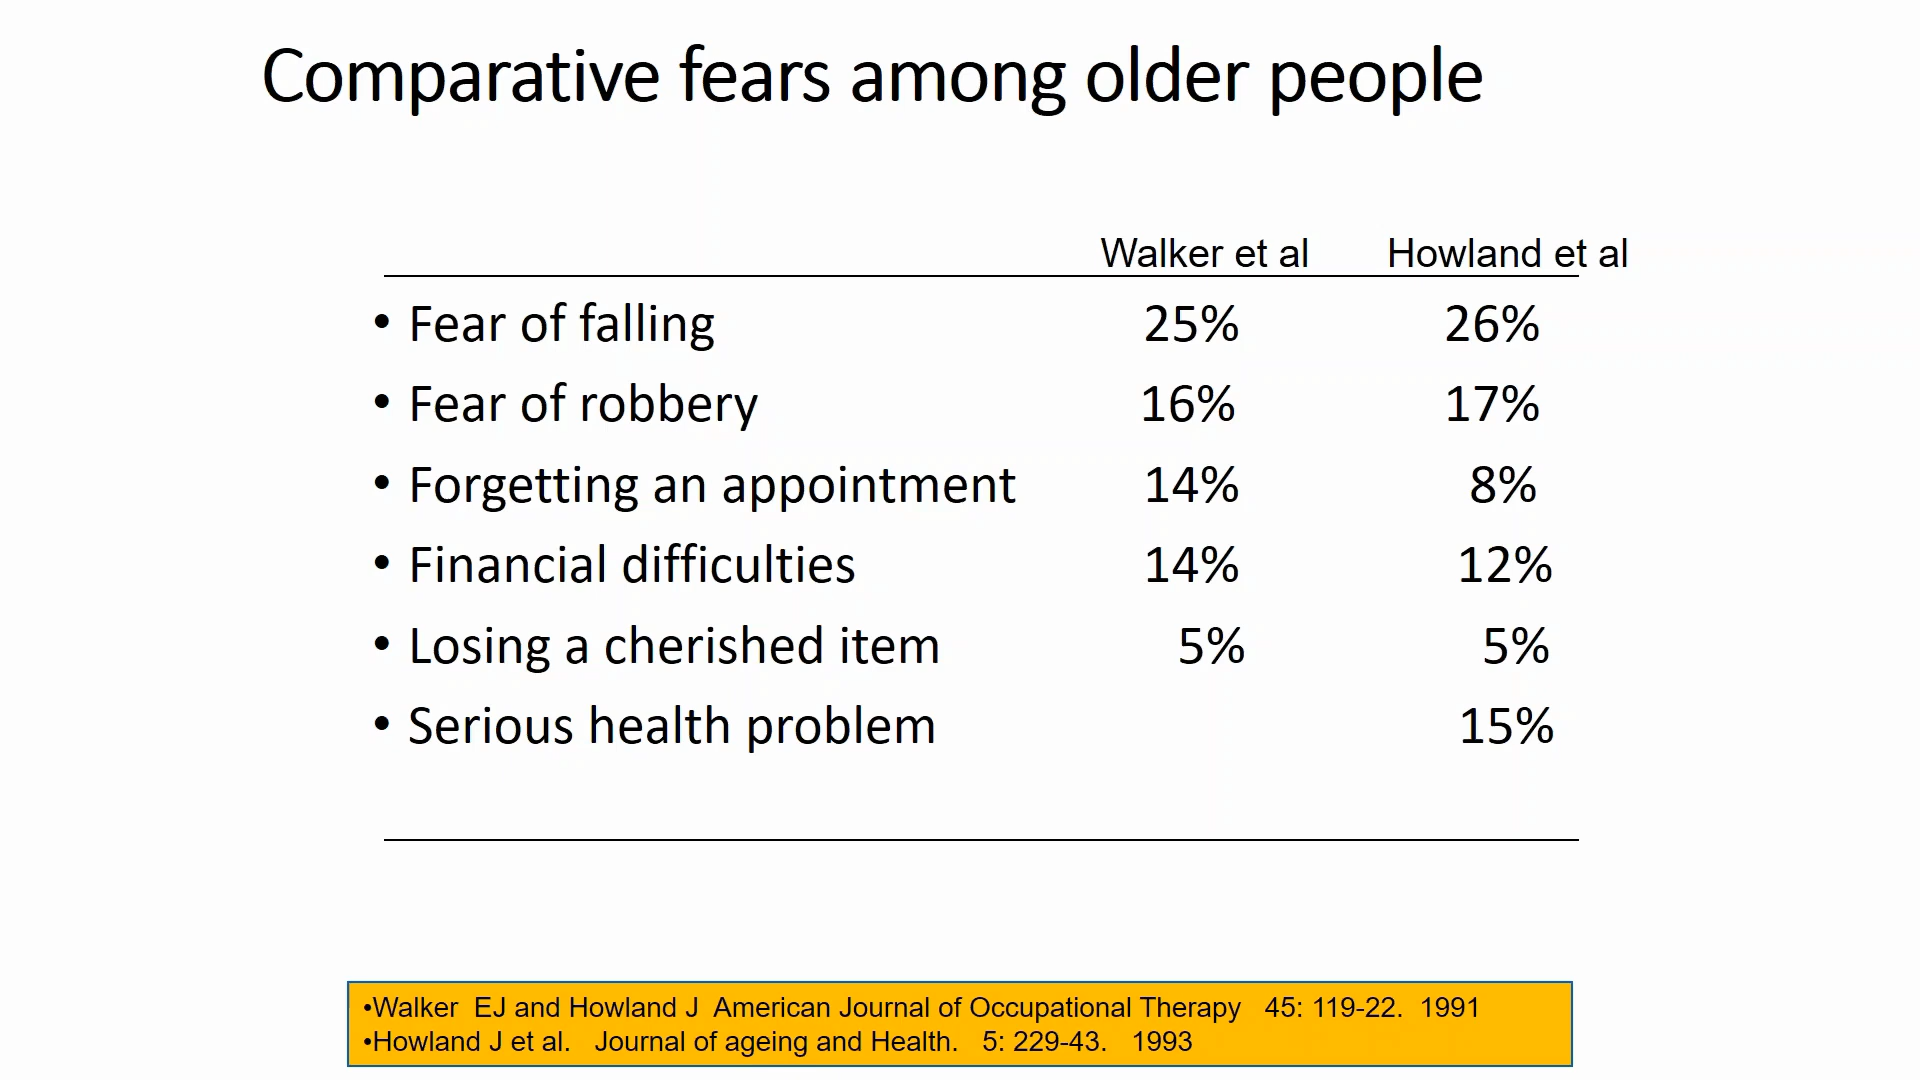 Comparative fears among older people
Walker et al Howland et al
• Fear of falling 25% 26%
• Fear of robbery 16% 17%
• Forgetting an appointment 14% 8%
• Financial difficulties 14% 12%
• Losing a cherished item 5% 5%
• Serious health problem 15%
•Walker EJ and Howland J American Journal of Occupational Therapy 45: 119-22. 1991
•Howland J et al. Journal of ageing and Health. 5: 229-43. 1993